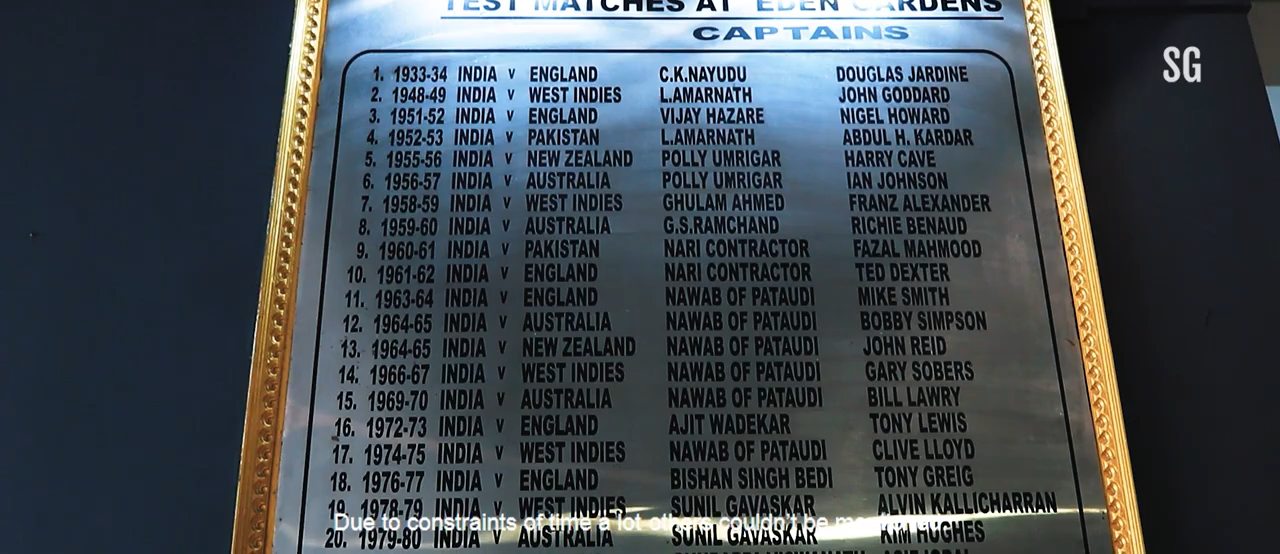 TEST MATCHES AT EDEN GARDENS
CAPTAINS
SG
1. 1933-34 INDIA v ENGLAND C.K.NAYUDU DOUGLAS JARDINE
2. 1948-49 INDIA v WEST INDIES L.AMARNATH JOHN GODDARD
3. 1951-52 INDIA v ENGLAND VIJAY HAZARE NIGEL HOWARD
4. 1952-53 INDIA v PAKISTAN L.AMARNATH ABDUL H. KARDAR
5. 1955-56 INDIA v NEW ZEALAND POLLY UMRIGAR HARRY CAVE
6. 1956-57 INDIA v AUSTRALIA POLLY UMRIGAR IAN JOHNSON
7. 1958-59 INDIA v WEST INDIES GHULAM AHMED FRANZ ALEXANDER
8. 1959-60 INDIA v AUSTRALIA G.S.RAMCHAND RICHIE BENAUD
9. 1960-61 INDIA v PAKISTAN NARI CONTRACTOR FAZAL MAHMOOD
10. 1961-62 INDIA v ENGLAND NARI CONTRACTOR TED DEXTER
11. 1963-64 INDIA v ENGLAND NAWAB OF PATAUDI MIKE SMITH
12. 1964-65 INDIA v AUSTRALIA NAWAB OF PATAUDI BOBBY SIMPSON
13. 1964-65 INDIA v NEW ZEALAND NAWAB OF PATAUDI JOHN REID
14. 1966-67 INDIA v WEST INDIES NAWAB OF PATAUDI GARY SOBERS
15. 1969-70 INDIA v AUSTRALIA NAWAB OF PATAUDI BILL LAWRY
16. 1972-73 INDIA v ENGLAND AJIT WADEKAR TONY LEWIS
17. 1974-75 INDIA v WEST INDIES NAWAB OF PATAUDI CLIVE LLOYD
18. 1976-77 INDIA v ENGLAND BISHAN SINGH BEDI TONY GREIG
19. 1978-79 INDIA v WEST INDIES SUNIL GAVASKAR ALVIN KALLICHARRAN
Due to constraints of time a lot others couldn't be
20. 1979-80 INDIA v AUSTRALIA SUNIL GAVASKAR KIM HUGHES